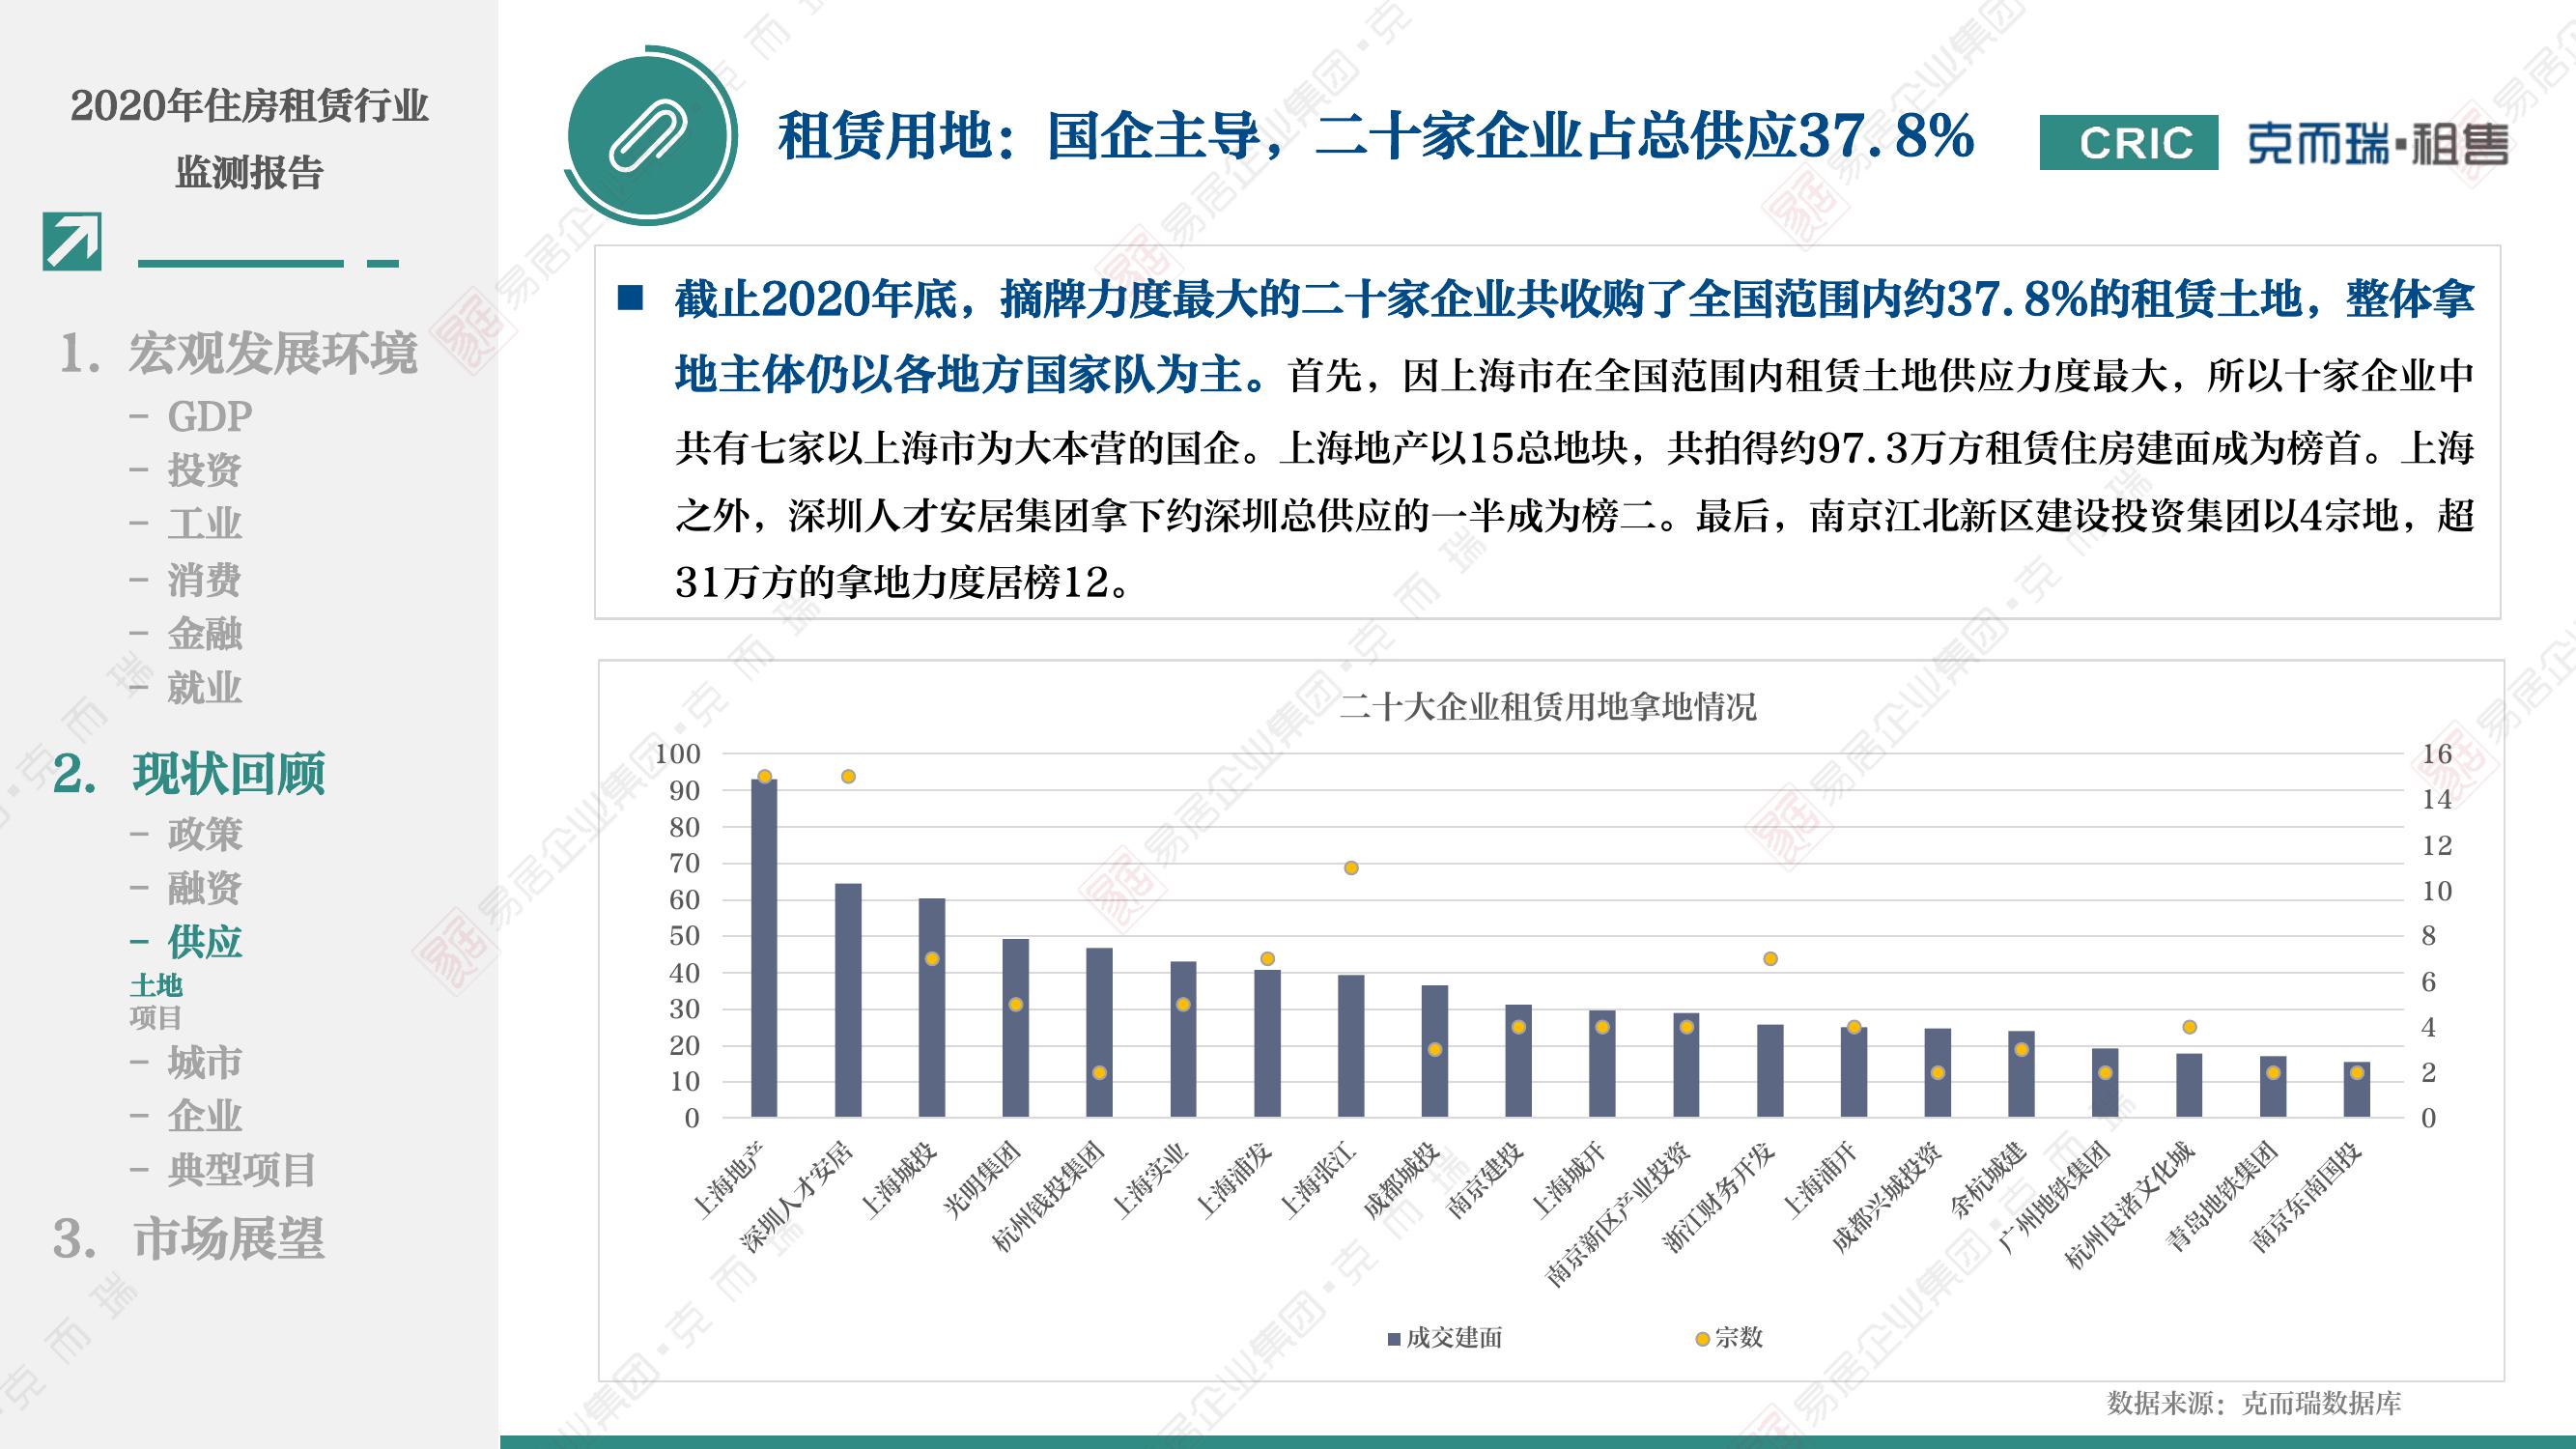 2020年住房租赁行业
监测报告
1. 宏观发展环境
– GDP
– 投资
– 工业
– 消费
– 金融
– 就业
2. 现状回顾
– 政策
– 融资
– 供应
土地
项目
– 城市
– 企业
– 典型项目
3. 市场展望
租赁用地：国企主导，二十家企业占总供应37.8%
CRIC 克而瑞·租售
■ 截止2020年底，摘牌力度最大的二十家企业共收购了全国范围内约37.8%的租赁土地，整体拿
地主体仍以各地方国家队为主。首先，因上海市在全国范围内租赁土地供应力度最大，所以十家企业中
共有七家以上海市为大本营的国企。上海地产以15总地块，共拍得约97.3万方租赁住房建面成为榜首。上海
之外，深圳人才安居集团拿下约深圳总供应的一半成为榜二。最后，南京江北新区建设投资集团以4宗地，超
31万方的拿地力度居榜12。
二十大企业租赁用地拿地情况
100
90
80
70
60
50
40
30
20
10
0
16
14
12
10
8
6
4
2
0
上海地产
深圳人才安居
上海城投
光明集团
杭州钱投集团
上海实业
上海浦发
上海张江
成都城投
南京建投
上海城开
南京新区产业投资
浙江财务开发
上海浦开
成都兴城投资
余杭城建
广州地铁集团
杭州良渚文化城
青岛地铁集团
南京东南国投
成交建面
宗数
数据来源：克而瑞数据库
易居企业集团·克而瑞